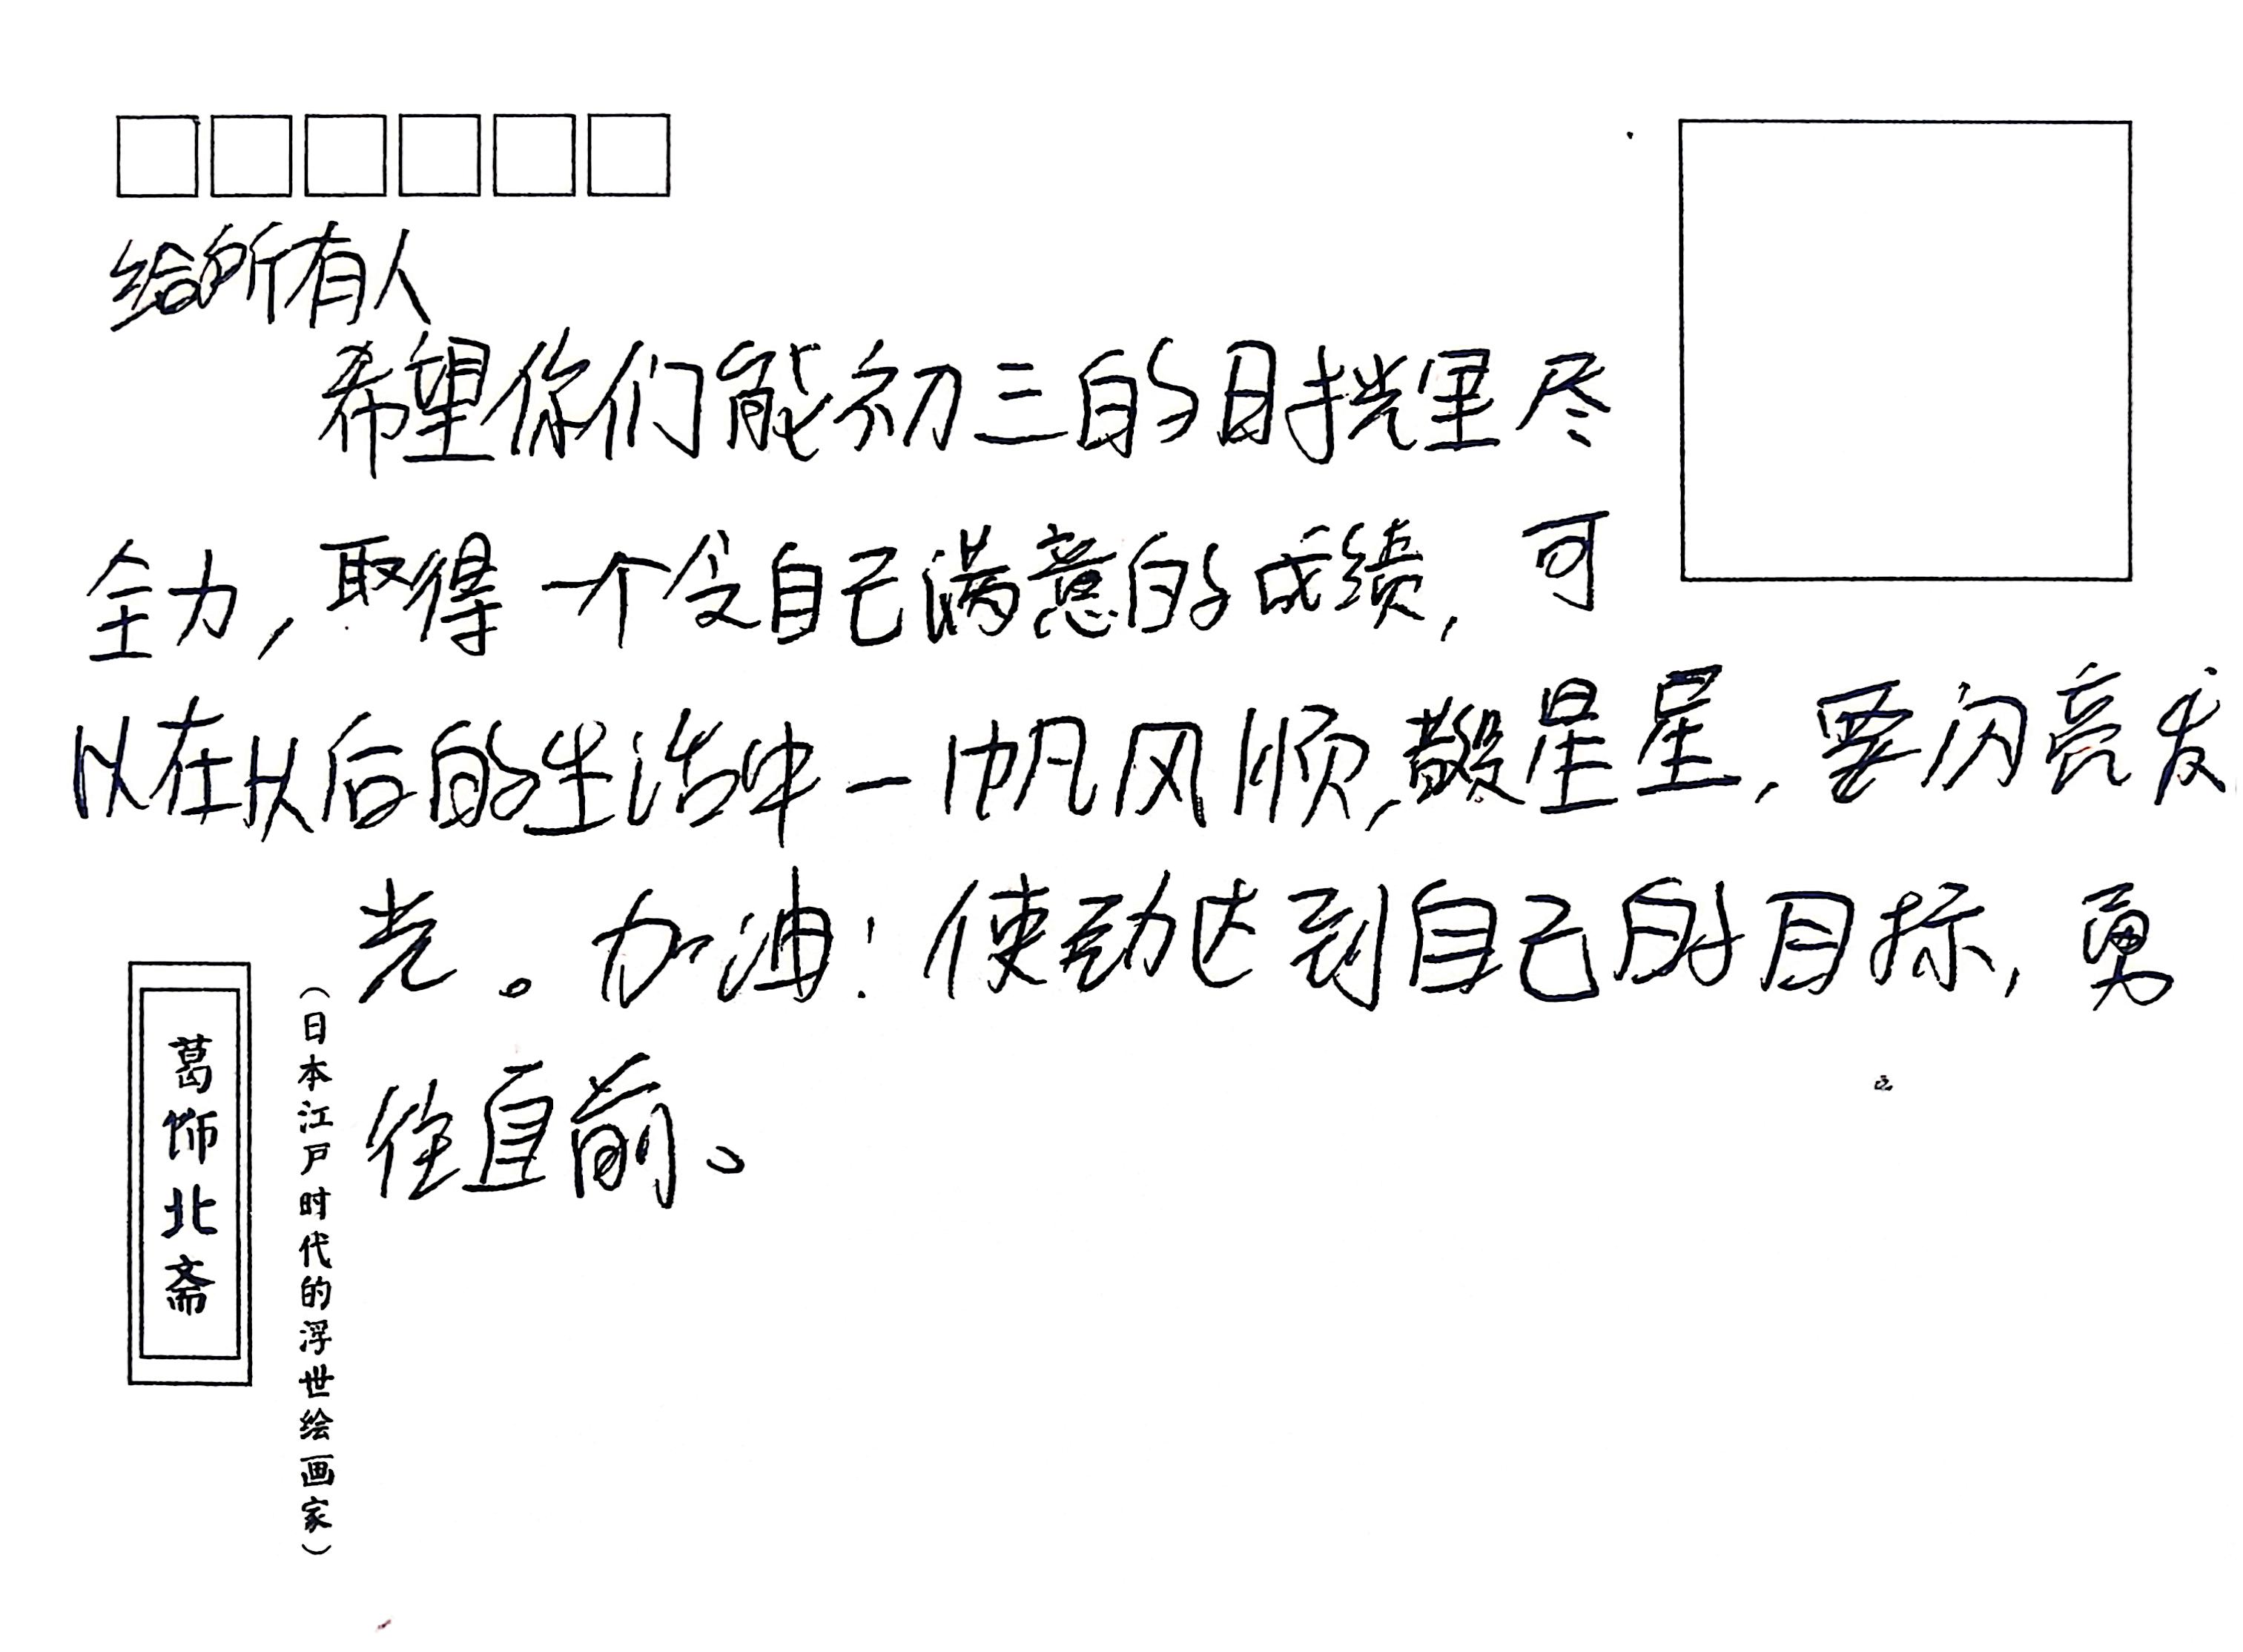 给所有人
希望你们能初三的日子里尽
全力，取得一个令自己满意的成绩，可
以在以后的生活中一帆风顺，散星星，要闪亮发
光。加油！使劲达到自己的目标，勇
往直前。
葛饰北斋
（日本江户时代的浮世绘画家）